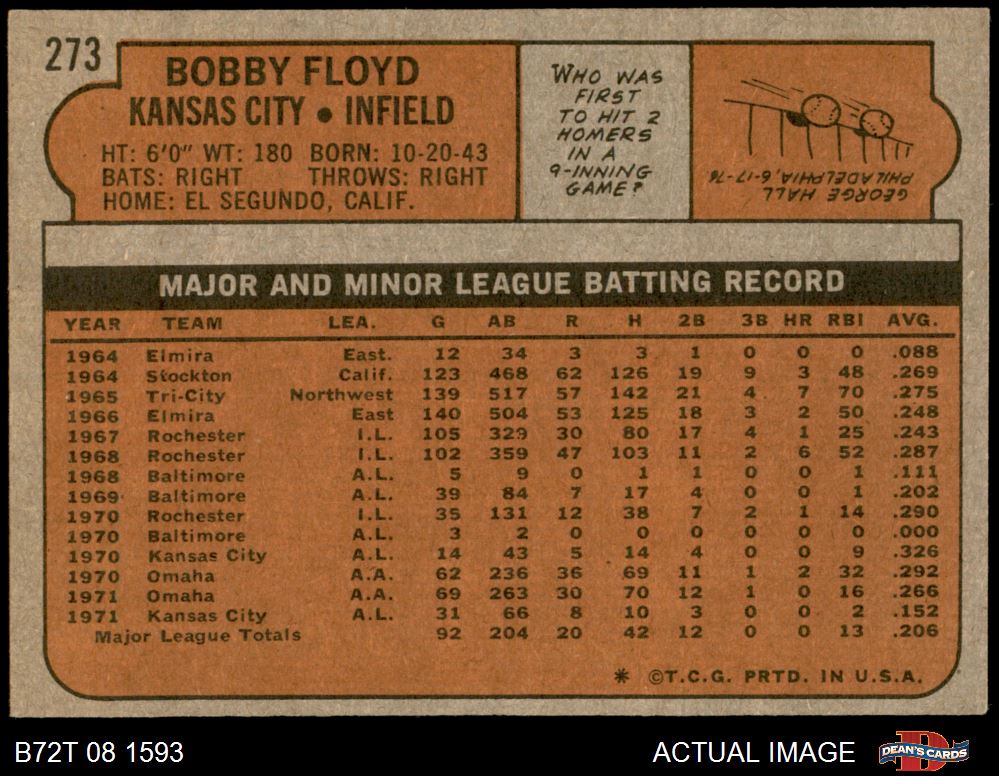 273
BOBBY FLOYD
KANSAS CITY • INFIELD
HT: 6'0" WT: 180 BORN: 10-20-43
BATS: RIGHT THROWS: RIGHT
HOME: EL SEGUNDO, CALIF.
WHO WAS
FIRST
TO HIT 2
HOMERS
IN A
9-INNING
GAME?
GEORGE HALL
PHILADELPHIA, 6-17-76
MAJOR AND MINOR LEAGUE BATTING RECORD
YEAR TEAM LEA. G AB R H 2B 3B HR RBI AVG.
1964 Elmira East. 12 34 3 3 1 0 0 0 .088
1964 Stockton Calif. 123 468 62 126 19 9 3 48 .269
1965 Tri-City Northwest 139 517 57 142 21 4 7 70 .275
1966 Elmira East 140 504 53 125 18 3 2 50 .248
1967 Rochester I.L. 105 329 30 80 17 4 1 25 .243
1968 Rochester I.L. 102 359 47 103 11 2 6 52 .287
1968 Baltimore A.L. 5 9 0 1 1 0 0 1 .111
1969 Baltimore A.L. 39 84 7 17 4 0 0 1 .202
1970 Rochester I.L. 35 131 12 38 7 2 1 14 .290
1970 Baltimore A.L. 3 2 0 0 0 0 0 0 .000
1970 Kansas City A.L. 14 43 5 14 4 0 0 9 .326
1970 Omaha A.A. 62 236 36 69 11 1 2 32 .292
1971 Omaha A.A. 69 263 30 70 12 1 0 16 .266
1971 Kansas City A.L. 31 66 8 10 3 0 0 2 .152
Major League Totals 92 204 20 42 12 0 0 13 .206
* ©T.C.G. PRTD. IN U.S.A.
B72T 08 1593 ACTUAL IMAGE DEAN'S CARDS